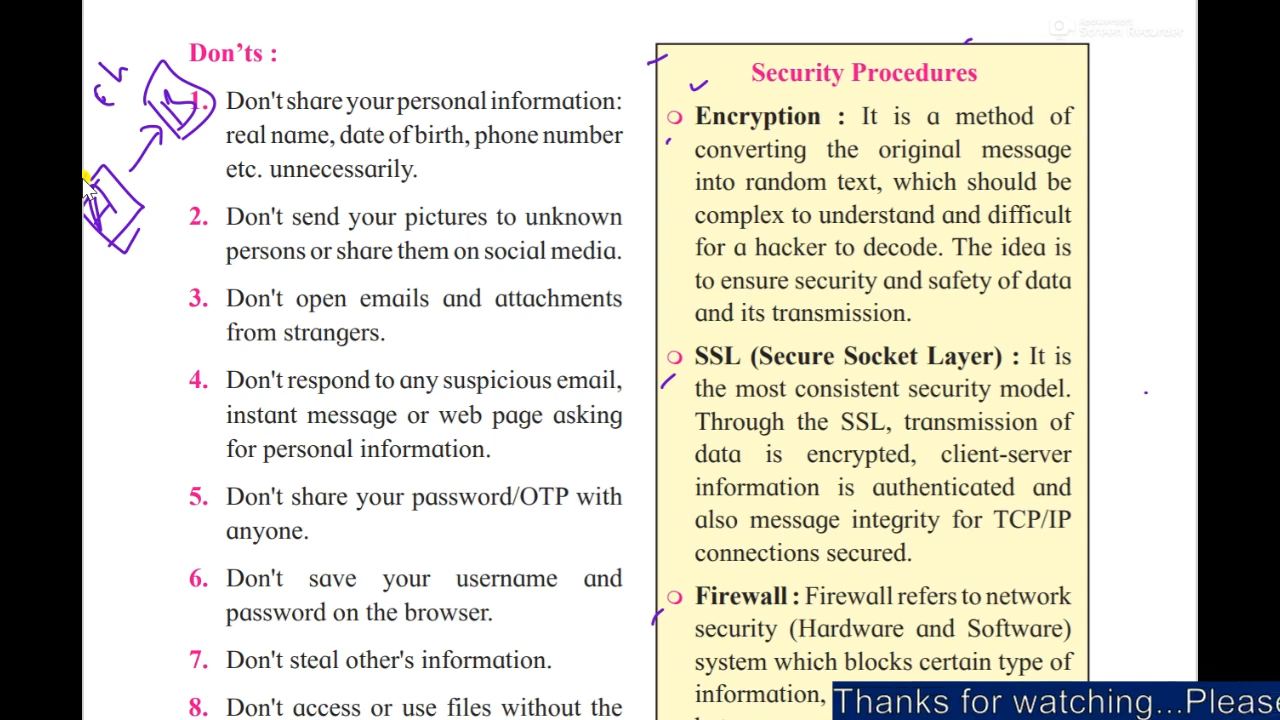 Apowersoft
Screen Recorder
Don'ts :
1. Don't share your personal information:
real name, date of birth, phone number
etc. unnecessarily.
2. Don't send your pictures to unknown
persons or share them on social media.
3. Don't open emails and attachments
from strangers.
4. Don't respond to any suspicious email,
instant message or web page asking
for personal information.
5. Don't share your password/OTP with
anyone.
6. Don't save your username and
password on the browser.
7. Don't steal other's information.
8. Don't access or use files without the
Security Procedures
Encryption : It is a method of
converting the original message
into random text, which should be
complex to understand and difficult
for a hacker to decode. The idea is
to ensure security and safety of data
and its transmission.
SSL (Secure Socket Layer) : It is
the most consistent security model.
Through the SSL, transmission of
data is encrypted, client-server
information is authenticated and
also message integrity for TCP/IP
connections secured.
Firewall : Firewall refers to network
security (Hardware and Software)
system which blocks certain type of
information,
Thanks for watching...Please